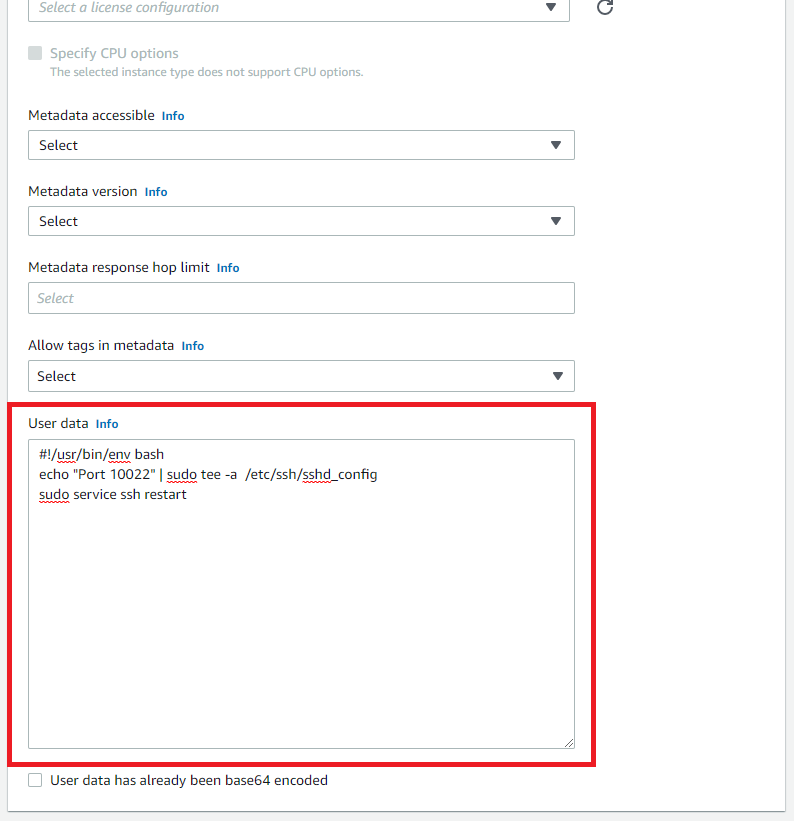 Select a license configuration
Specify CPU options
The selected instance type does not support CPU options.
Metadata accessible Info
Select
Metadata version Info
Select
Metadata response hop limit Info
Select
Allow tags in metadata Info
Select
User data Info
#!/usr/bin/env bash
echo "Port 10022" | sudo tee -a  /etc/ssh/sshd_config
sudo service ssh restart
User data has already been base64 encoded